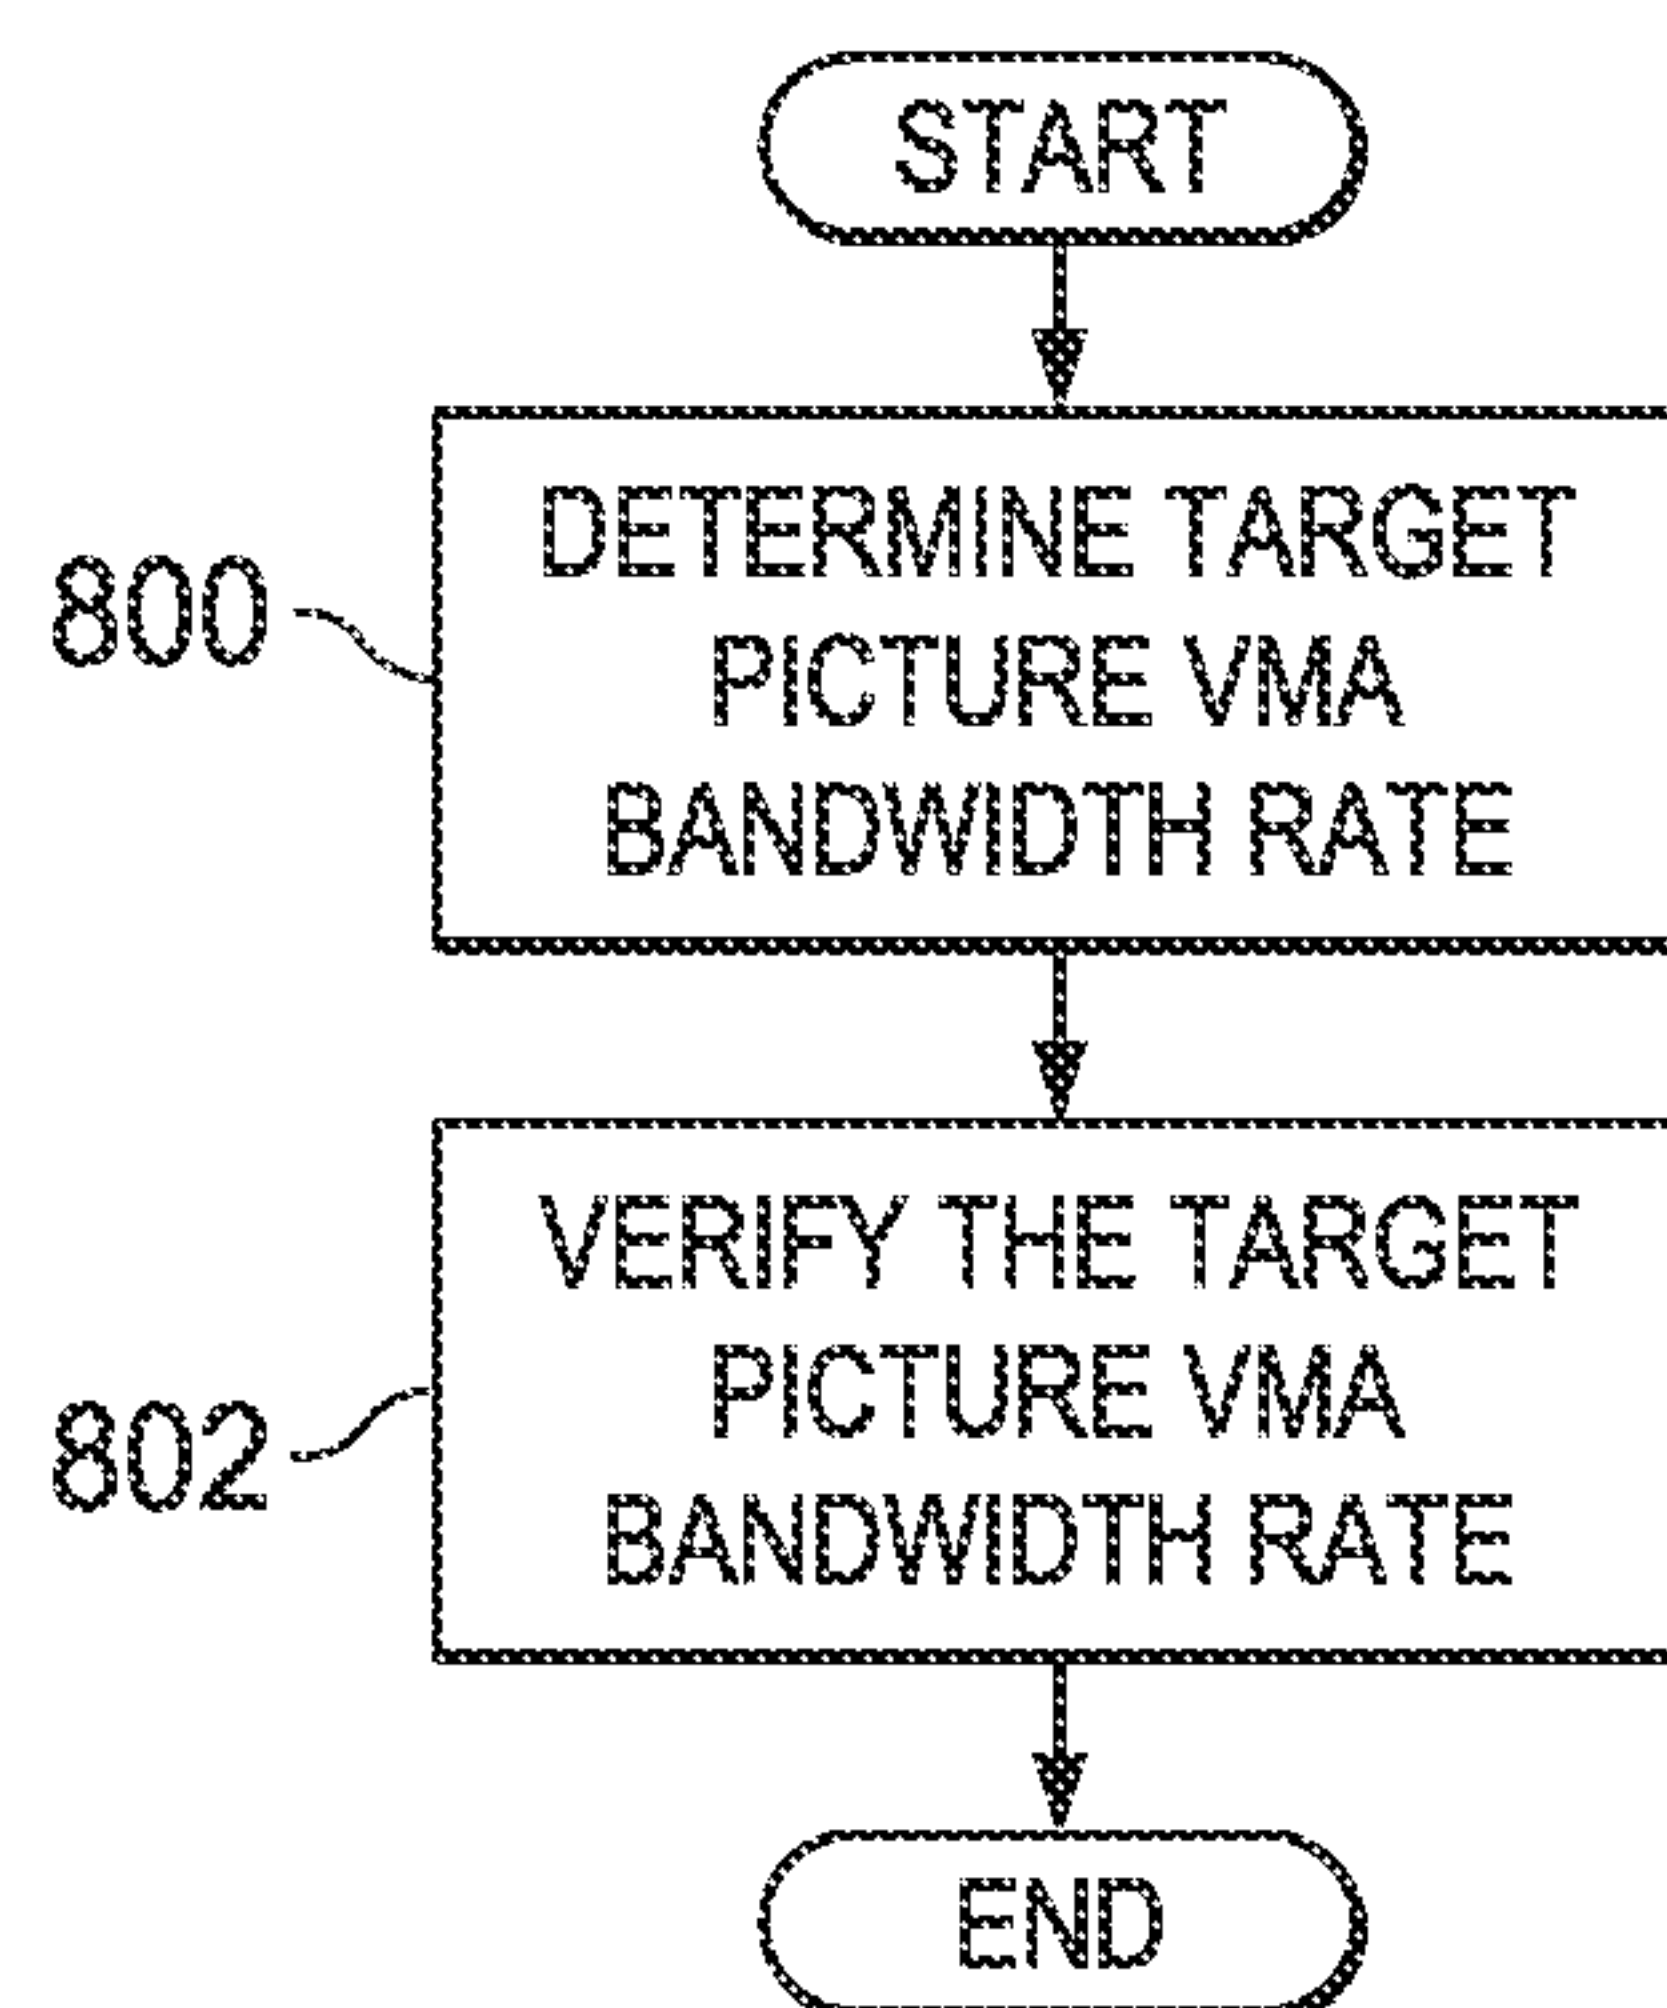 START
DETERMINE TARGET
PICTURE VMA
BANDWIDTH RATE
800
VERIFY THE TARGET
PICTURE VMA
BANDWIDTH RATE
802
END